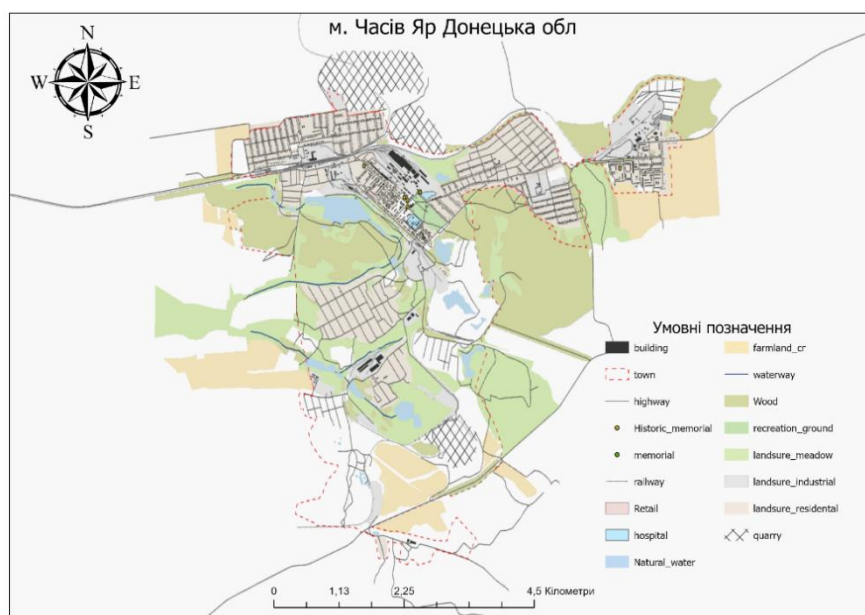 м. Часів Яр Донецька обл
N
W
E
S
Умовні позначення
building
town
highway
Historic_memorial
memorial
railway
Retail
hospital
Natural_water
farmland_cr
waterway
Wood
recreation_ground
landsure_meadow
landsure_industrial
landsure_residental
quarry
0 1,13 2,25 4,5 Кілометри